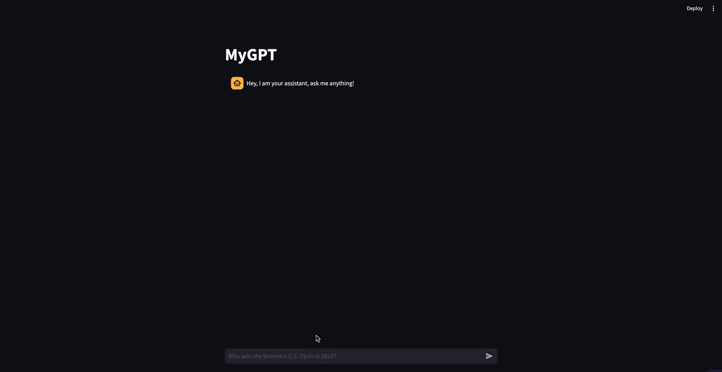 Deploy
MyGPT
Hey, I am your assistant, ask me anything!
Who won the Women's U.S. Open in 2018?